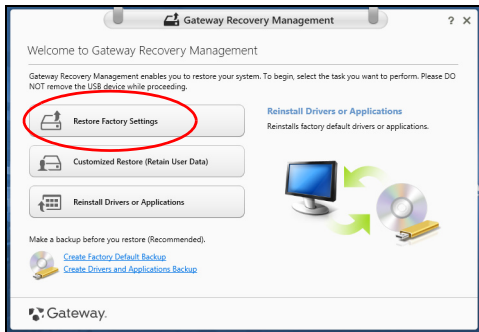 Gateway Recovery Management
? X
Welcome to Gateway Recovery Management
Gateway Recovery Management enables you to restore your system. To begin, select the task you want to perform. Please DO
NOT remove the USB device while proceeding.
Restore Factory Settings
Reinstall Drivers or Applications
Reinstalls factory default drivers or applications.
Customized Restore (Retain User Data)
Reinstall Drivers or Applications
Make a backup before you restore (Recommended).
Create Factory Default Backup
Create Drivers and Applications Backup
Gateway.